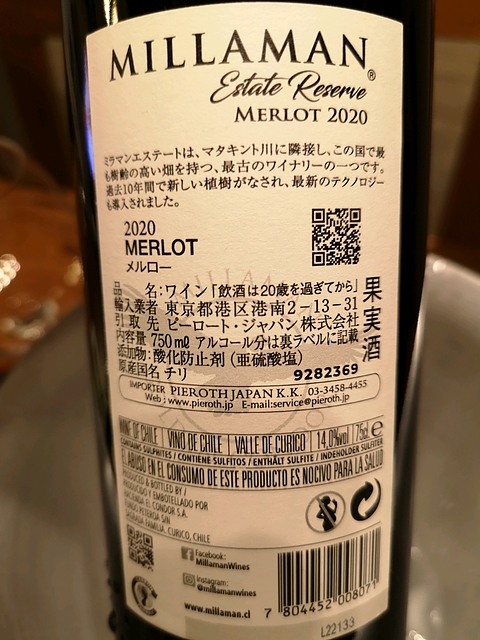 MILLAMAN®
Estate Reserve
MERLOT 2020
ミラマンエステートは、マタキント川に隣接し、この国で最
も樹齢の高い畑を持つ、最古のワイナリーの一つです。
過去10年間で新しい植樹がなされ、最新のテクノロジー
も導入されました。
2020
MERLOT
メルロー
品 名:ワイン「飲酒は20歳を過ぎてから」
輸入業者 東京都港区港南2-13-31
引取先 ピーロート・ジャパン株式会社
内容量 750㎖ アルコール分は裏ラベルに記載
添加物:酸化防止剤(亜硫酸塩)
原産国名 チリ
果実酒
9282369
IMPORTER PIEROTH JAPAN K.K. 03-3458-4455
Web : www.pieroth.jp E-mail:service@pieroth.jp
WINE OF CHILE | VINO DE CHILE | VALLE DE CURICO | 14,0%vol | 75cl e
CONTAINS SULPHITES / CONTIENE SULFITOS / ENTHÄLT SULFITE / INDEHOLDER SULFITER
EL ABUSO EN EL CONSUMO DE ESTE PRODUCTO ES NOCIVO PARA LA SALUD
PRODUCED & BOTTLED BY /
PRODUCIDO Y EMBOTELLADO POR
HACIENDA EL CONDOR S.A.
FUNDO PETEROA S/N
SAGRADA FAMILIA, CURICO, CHILE
Facebook:
MillamanWines
Instagram:
@millamanwines
www.millaman.cl
7 804452 008071
L22133